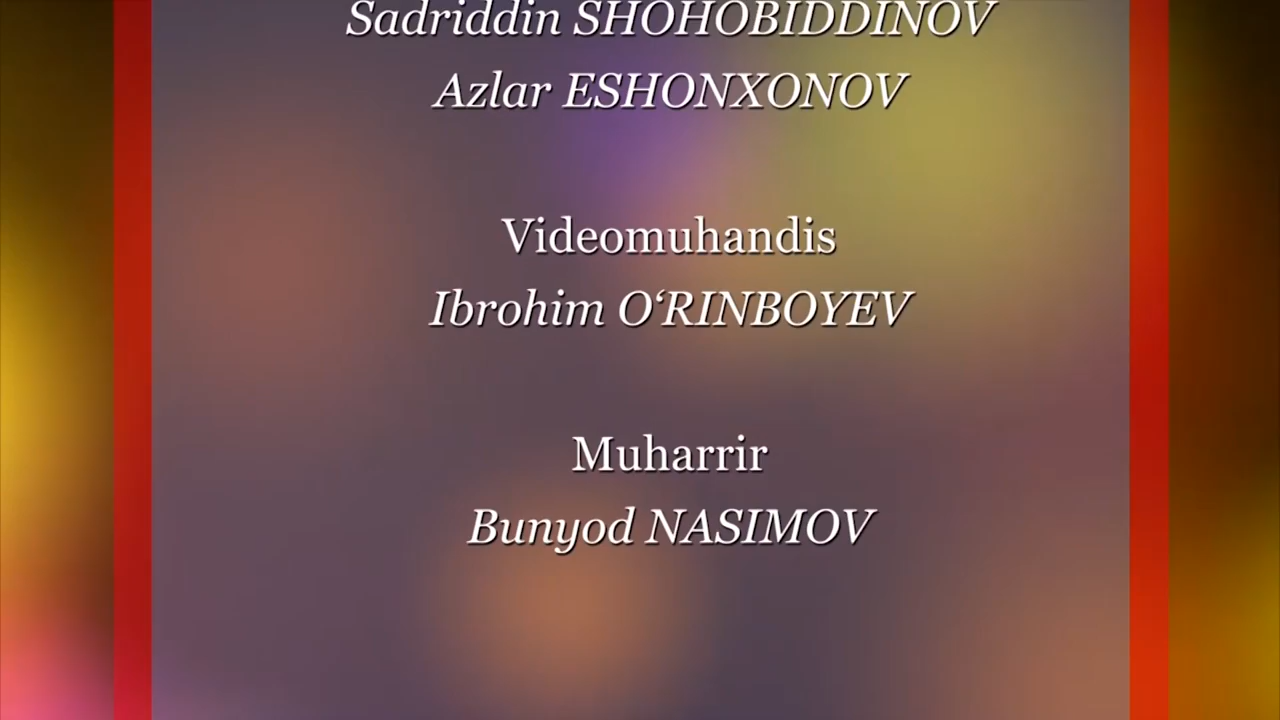 Sadriddin SHOHOBIDDINOV
Azlar ESHONXONOV
Videomuhandis
Ibrohim O‘RINBOYEV
Muharrir
Bunyod NASIMOV